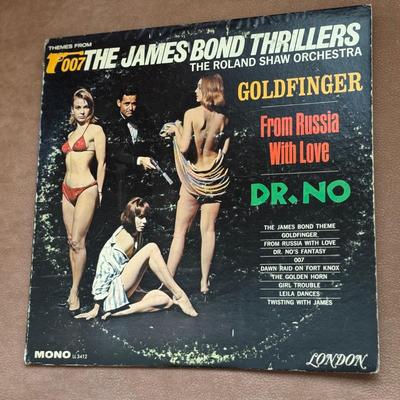 THEMES FROM
007 THE JAMES BOND THRILLERS
THE ROLAND SHAW ORCHESTRA
GOLDFINGER
From Russia
With Love
DR. NO
THE JAMES BOND THEME
GOLDFINGER
FROM RUSSIA WITH LOVE
DR. NO'S FANTASY
007
DAWN RAID ON FORT KNOX
THE GOLDEN HORN
GIRL TROUBLE
LEILA DANCES
TWISTING WITH JAMES
MONO LL 3412
LONDON